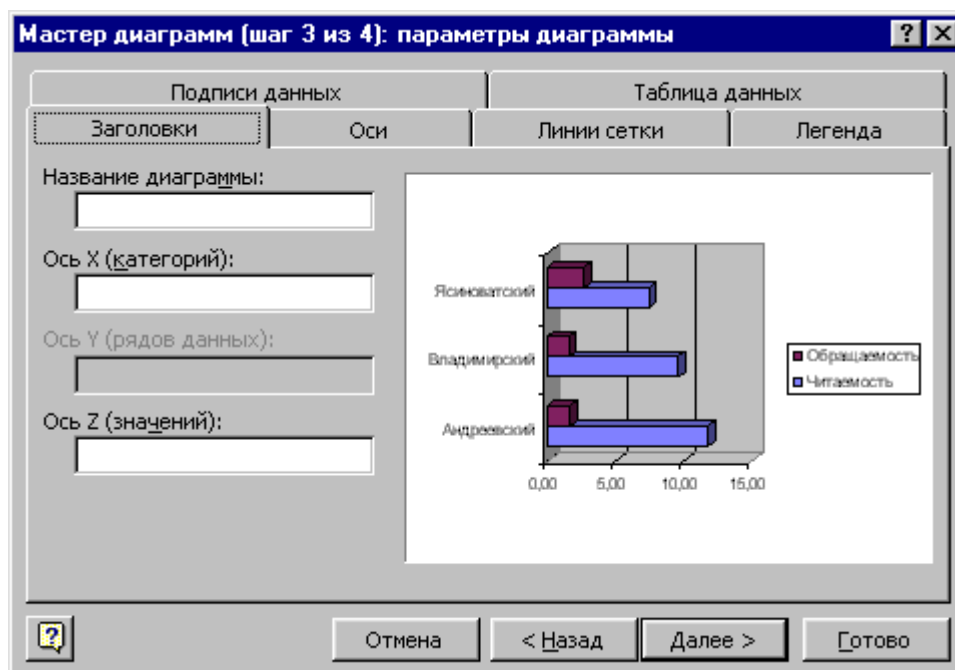 Мастер диаграмм (шаг 3 из 4): параметры диаграммы
Подписи данных
Таблица данных
Заголовки
Оси
Линии сетки
Легенда
Название диаграммы:
Ось X (категорий):
Ось Y (рядов данных):
Ось Z (значений):
Ясиноватский
Владимирский
Андреевский
0,00 5,00 10,00 15,00
Обращаемость
Читаемость
Отмена
< Назад
Далее >
Готово